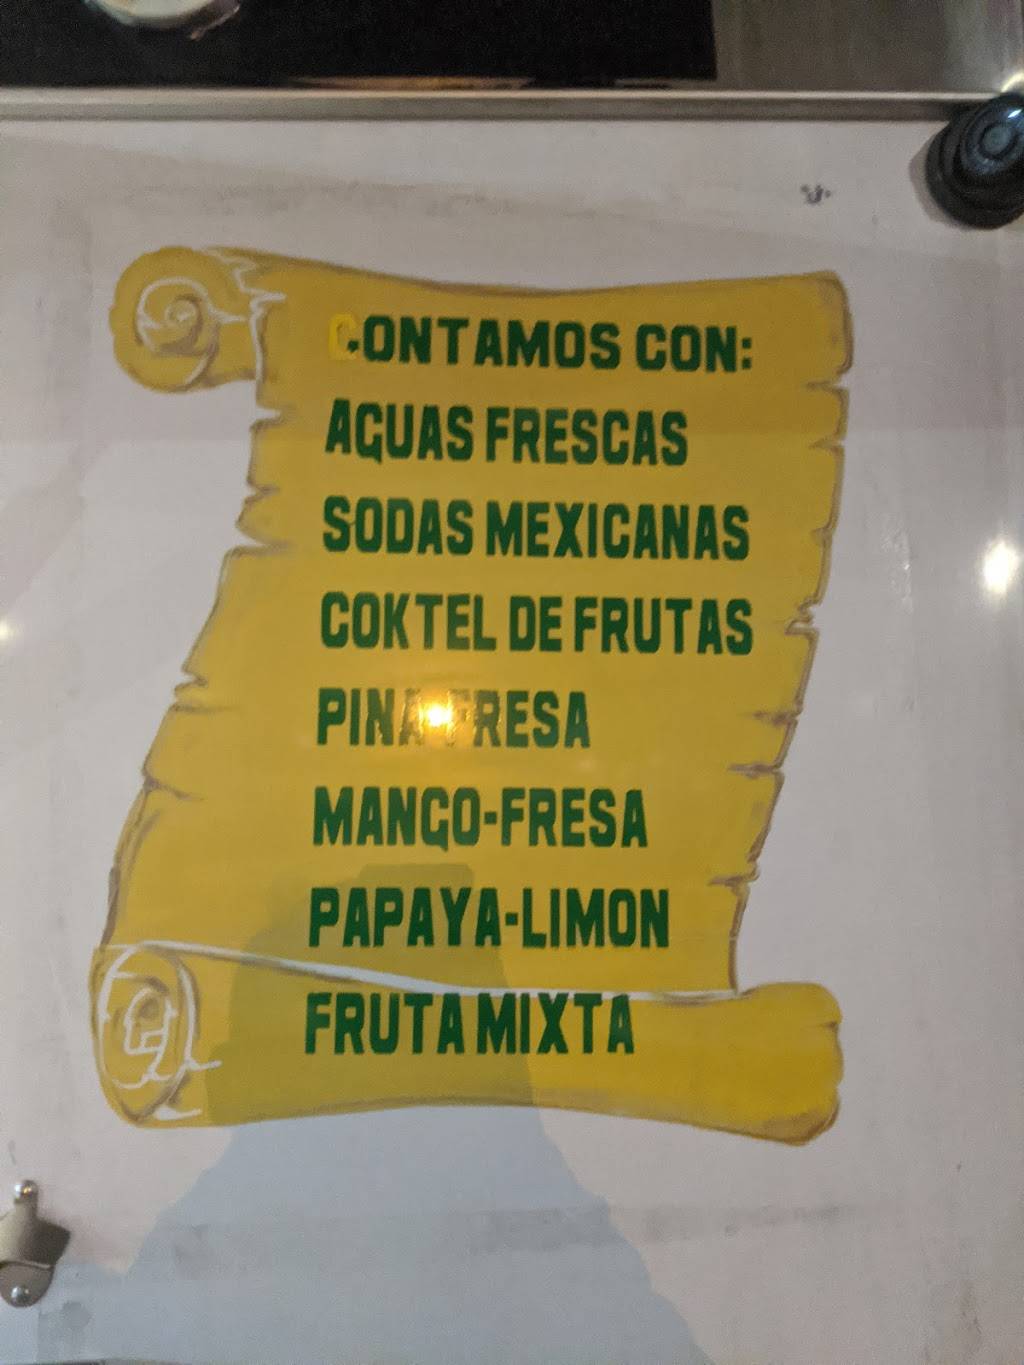 CONTAMOS CON:
AGUAS FRESCAS
SODAS MEXICANAS
COKTEL DE FRUTAS
PINA-FRESA
MANGO-FRESA
PAPAYA-LIMON
FRUTA MIXTA